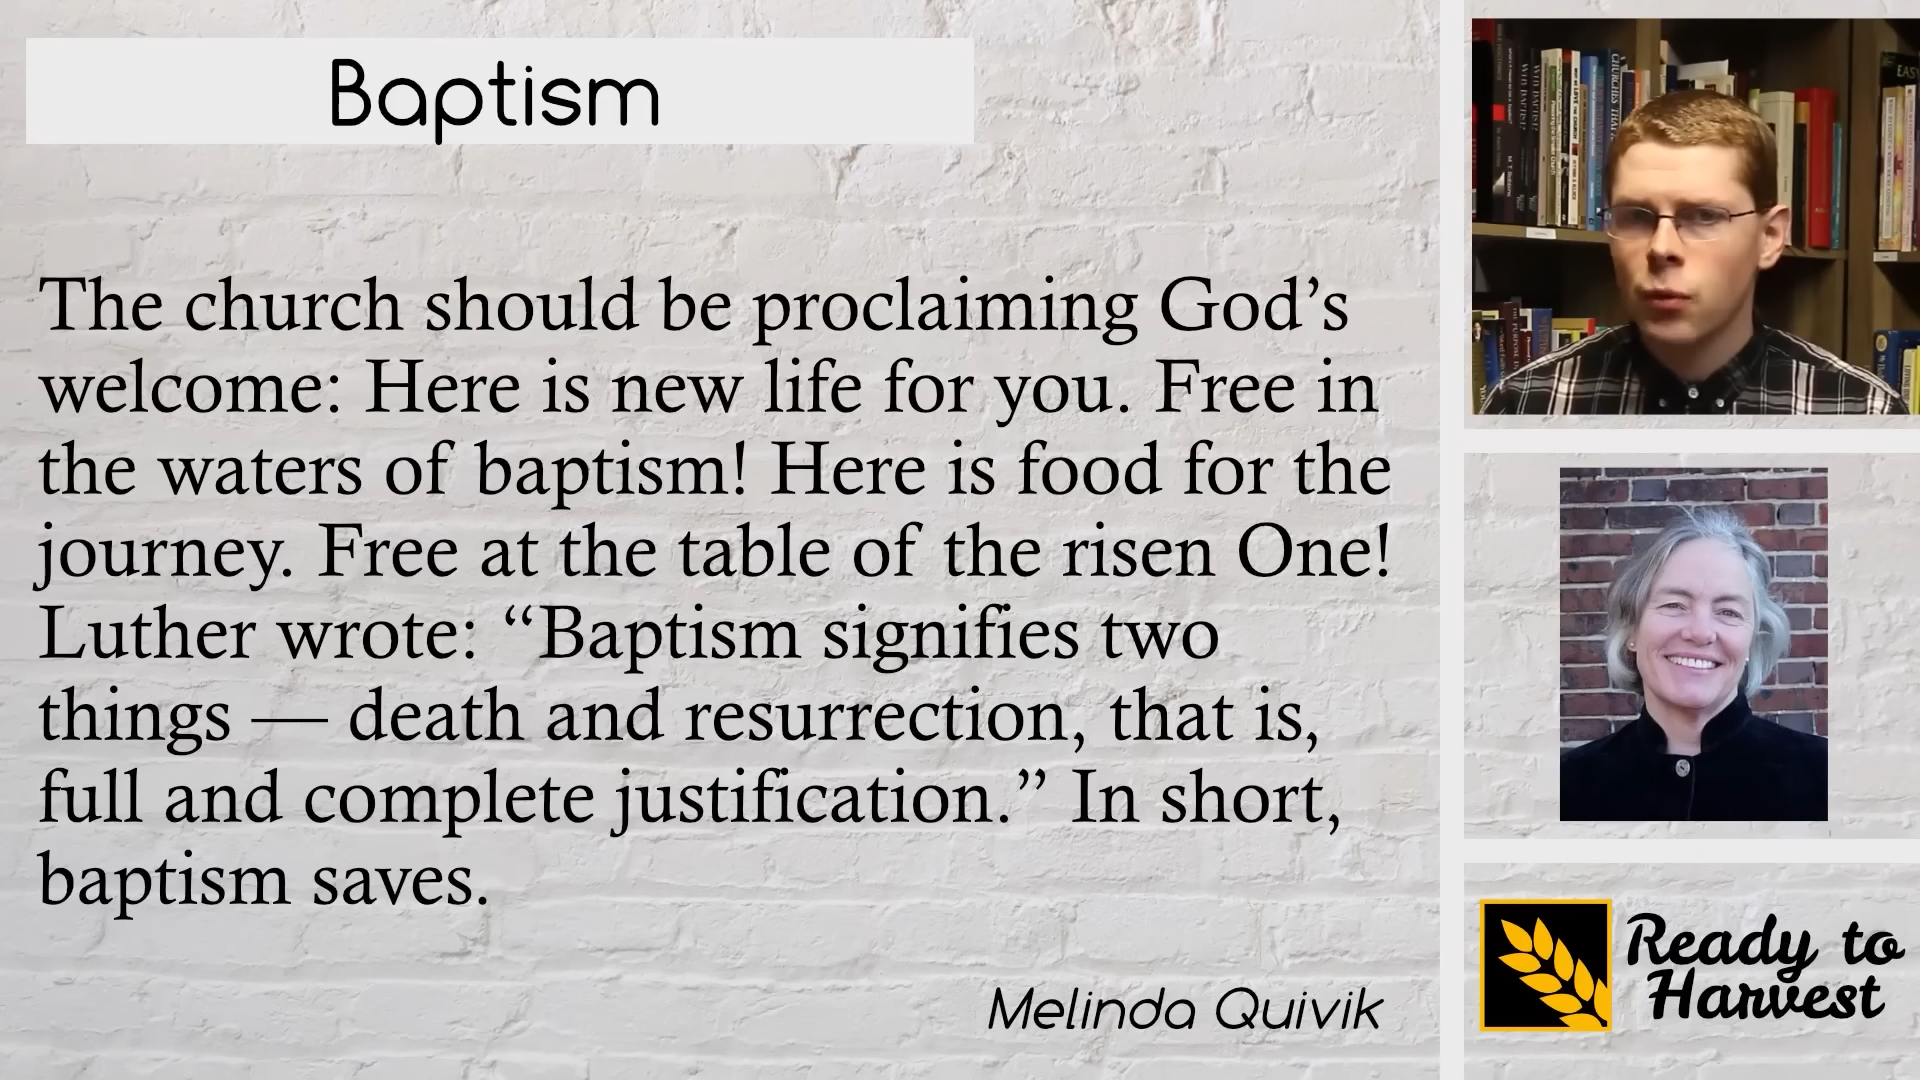 Baptism
The church should be proclaiming God’s
welcome: Here is new life for you. Free in
the waters of baptism! Here is food for the
journey. Free at the table of the risen One!
Luther wrote: “Baptism signifies two
things — death and resurrection, that is,
full and complete justification.” In short,
baptism saves.
Melinda Quivik
EAS
Ready to
Harvest